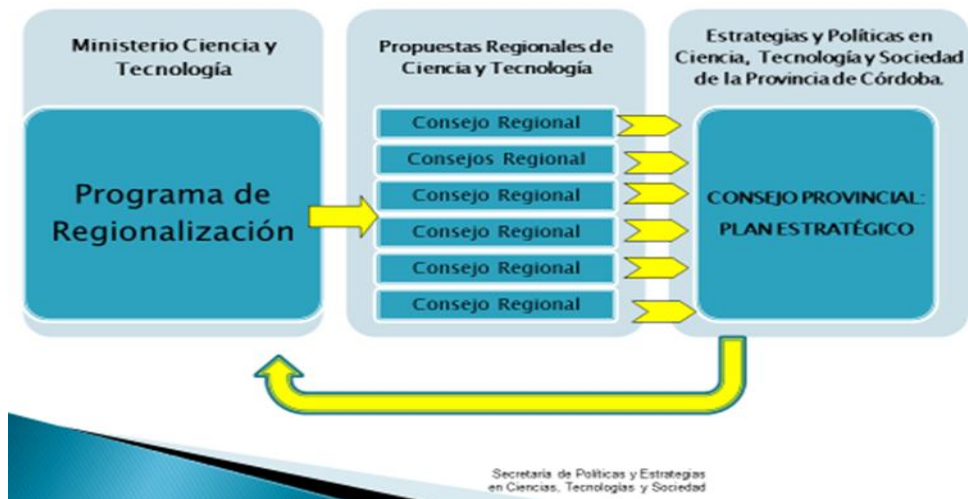 Ministerio Ciencia y
Tecnología
Programa de
Regionalización
Propuestas Regionales de
Ciencia y Tecnología
Consejo Regional
Consejos Regional
Consejo Regional
Consejo Regional
Consejo Regional
Consejo Regional
Estrategias y Políticas en
Ciencia, Tecnología y Sociedad
de la Provincia de Córdoba.
CONSEJO PROVINCIAL:
PLAN ESTRATÉGICO
Secretaría de Políticas y Estrategias
en Ciencias, Tecnologías y Sociedad